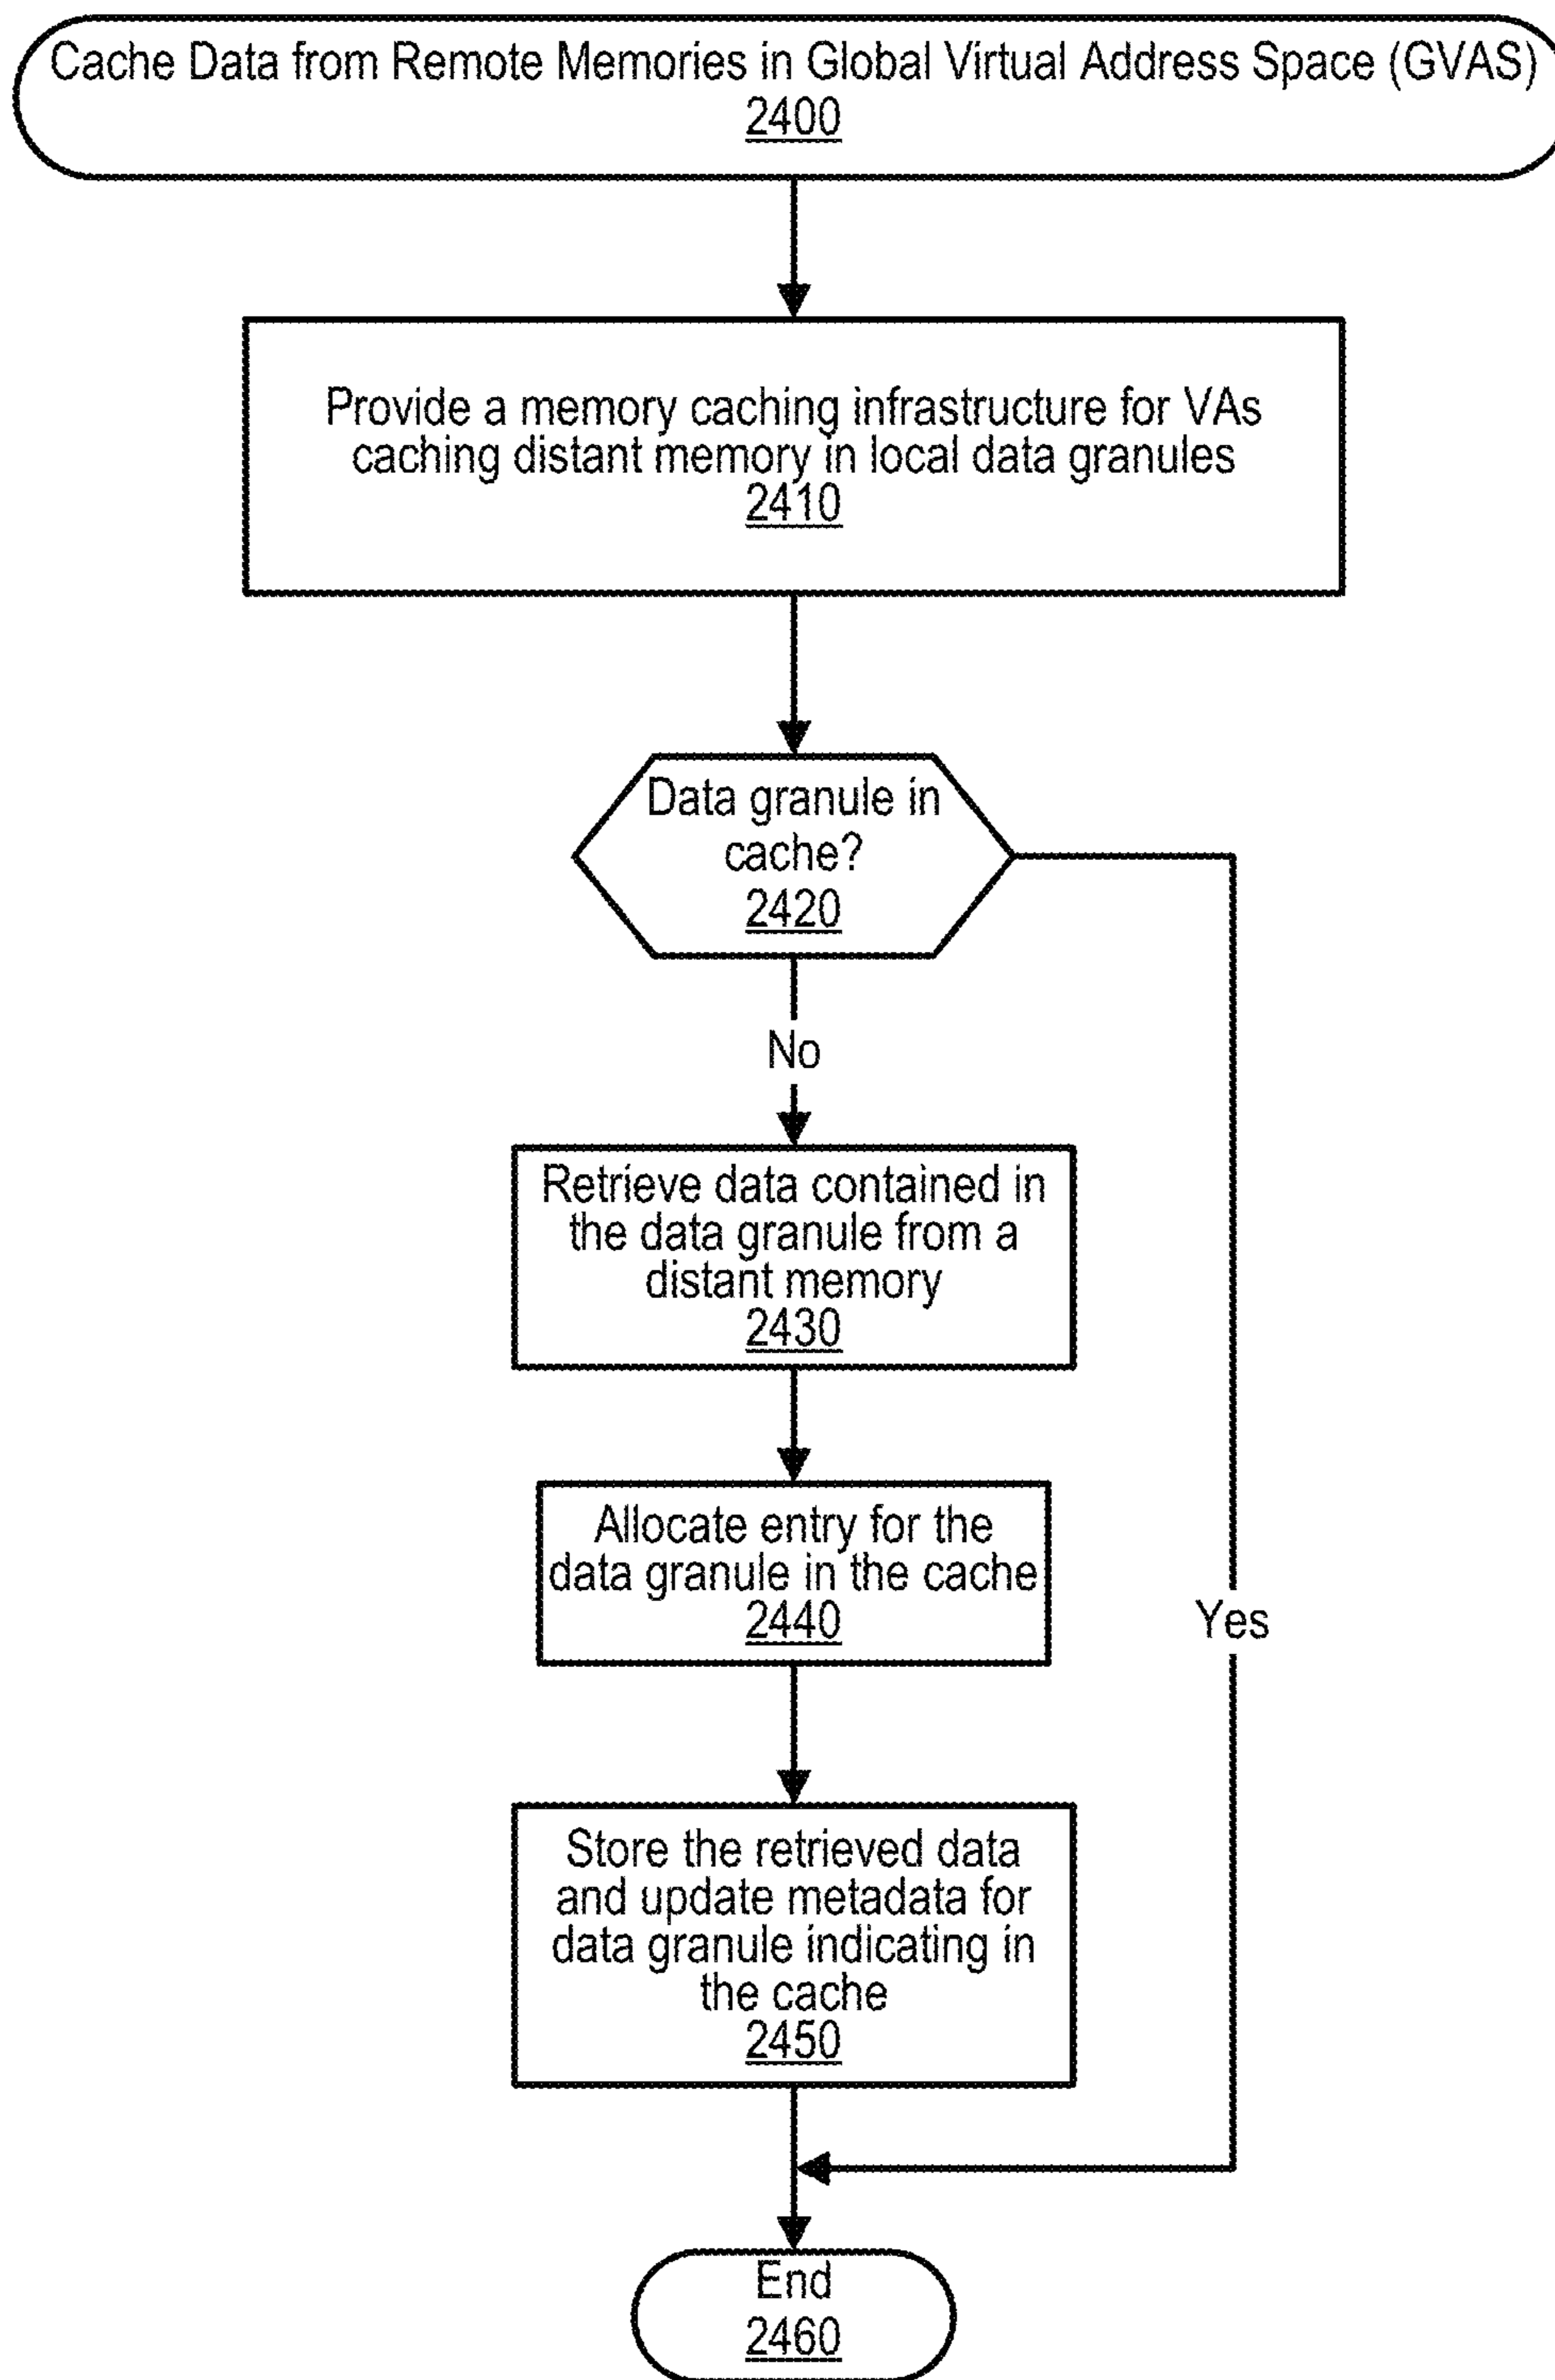 Cache Data from Remote Memories in Global Virtual Address Space (GVAS)
2400
Provide a memory caching infrastructure for VAs
caching distant memory in local data granules
2410
Data granule in
cache?
2420
No
Retrieve data contained in
the data granule from a
distant memory
2430
Allocate entry for the
data granule in the cache
2440
Yes
Store the retrieved data
and update metadata for
data granule indicating in
the cache
2450
End
2460